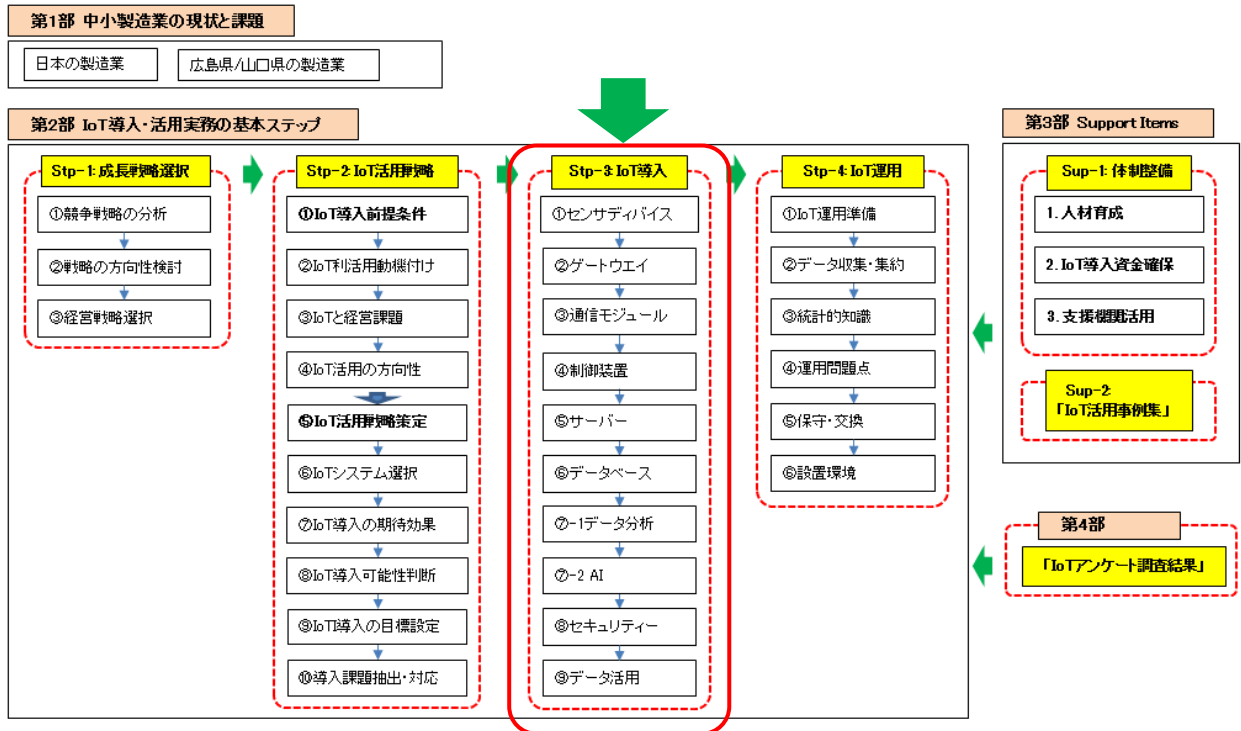 第1部 中小製造業の現状と課題
日本の製造業
広島県/山口県の製造業
第2部 IoT導入・活用実務の基本ステップ
Stp-1:成長戦略選択
①競争戦略の分析
②戦略の方向性検討
③経営戦略選択
Stp-2:IoT活用戦略
①IoT導入前提条件
②IoT利活用動機付け
③IoTと経営課題
④IoT活用の方向性
⑤IoT活用戦略策定
⑥IoTシステム選択
⑦IoT導入の期待効果
⑧IoT導入可能性判断
⑨IoT導入の目標設定
⑩導入課題抽出・対応
Stp-3:IoT導入
①センサデバイス
②ゲートウエイ
③通信モジュール
④制御装置
⑤サーバー
⑥データベース
⑦-1データ分析
⑦-2 AI
⑧セキュリティー
⑨データ活用
Stp-4:IoT運用
①IoT運用準備
②データ収集・集約
③統計的知識
④運用問題点
⑤保守・交換
⑥設置環境
第3部 Support Items
Sup-1:体制整備
1.人材育成
2.IoT導入資金確保
3.支援機関活用
Sup-2:
「IoT活用事例集」
第4部
「IoTアンケート調査結果」